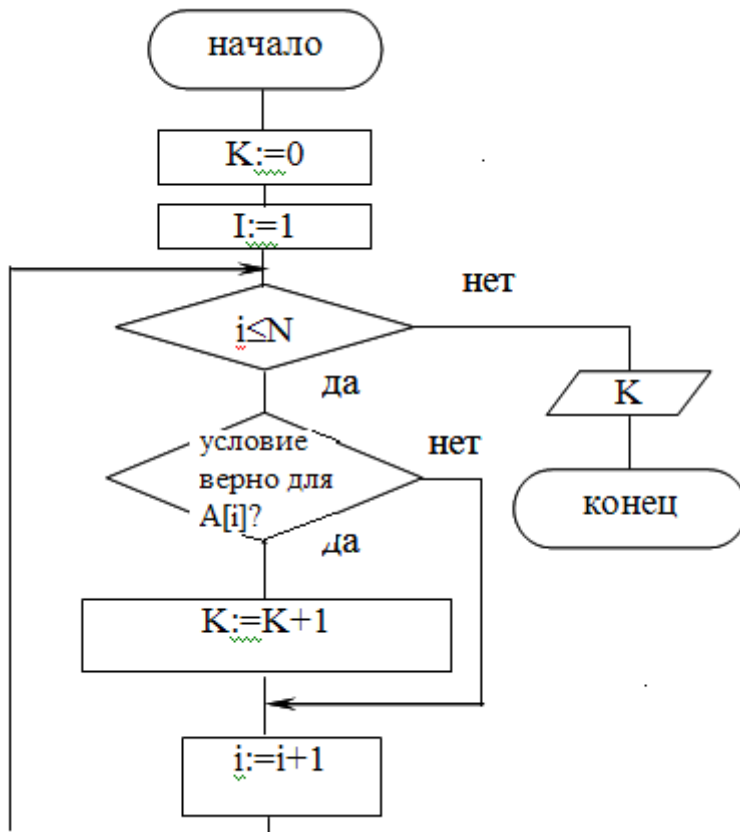 начало
K:=0
I:=1
нет
i≤N
да
K
условие
верно для
A[i]?
нет
конец
да
K:=K+1
i:=i+1